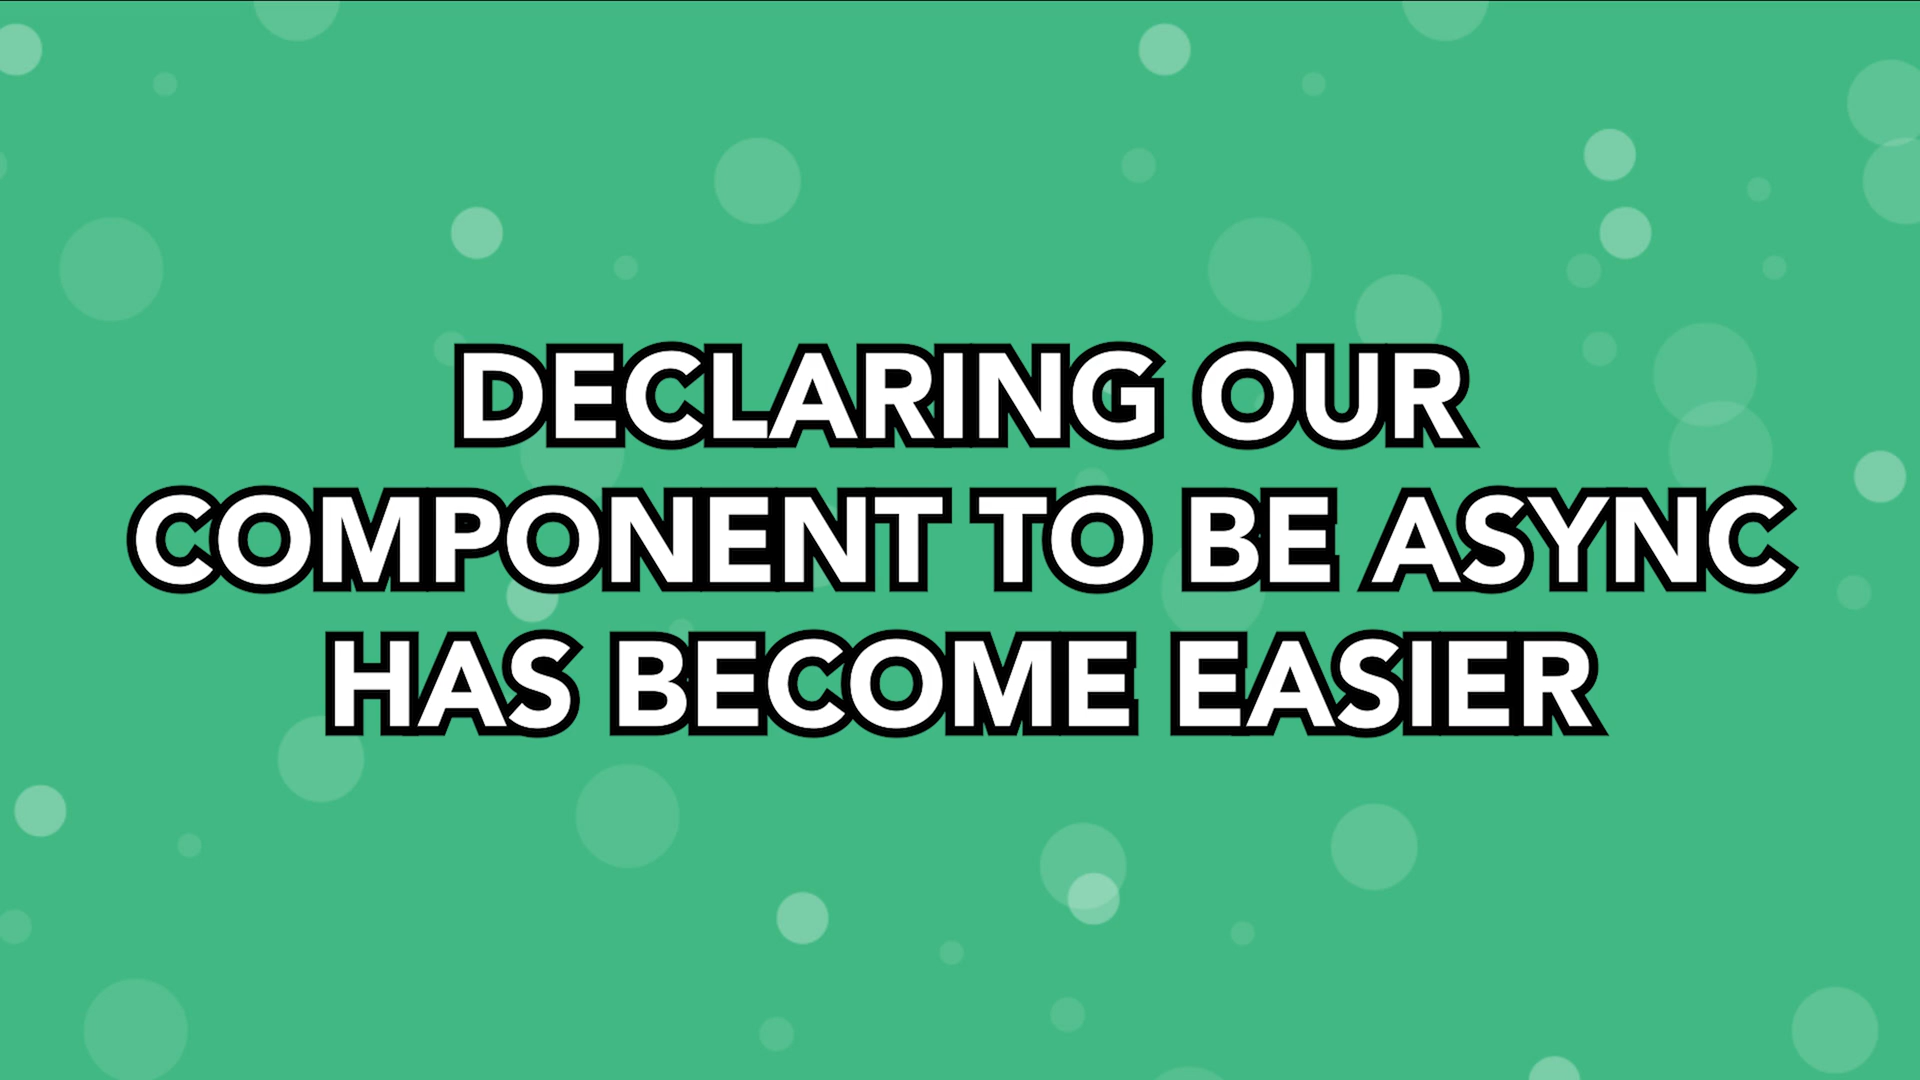 DECLARING OUR
COMPONENT TO BE ASYNC
HAS BECOME EASIER